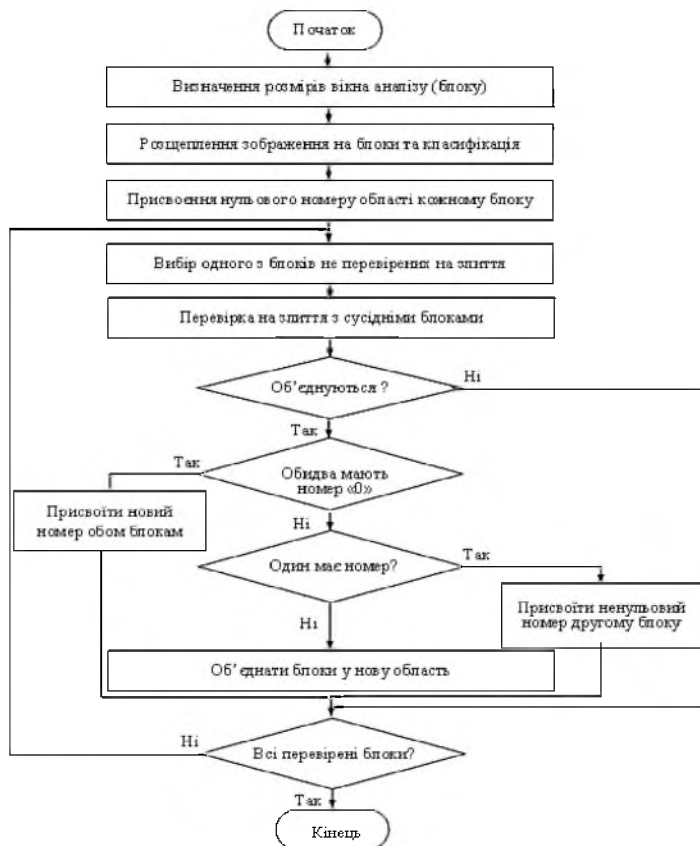 Початок
Визначення розмірів вікна аналізу (блоку)
Розщеплення зображення на блоки та класифікація
Присвоєння нульового номеру області кожному блоку
Вибір одного з блоків не перевірених на злиття
Перевірка на злиття з сусідніми блоками
Об’єднуються ?
Ні
Так
Так
Обидва мають
номер «0»
Присвоїти новий
номер обом блокам
Ні
Один має номер?
Так
Присвоїти ненульовий
номер другому блоку
Ні
Об’єднати блоки у нову область
Ні
Всі перевірені блоки?
Так
Кінець